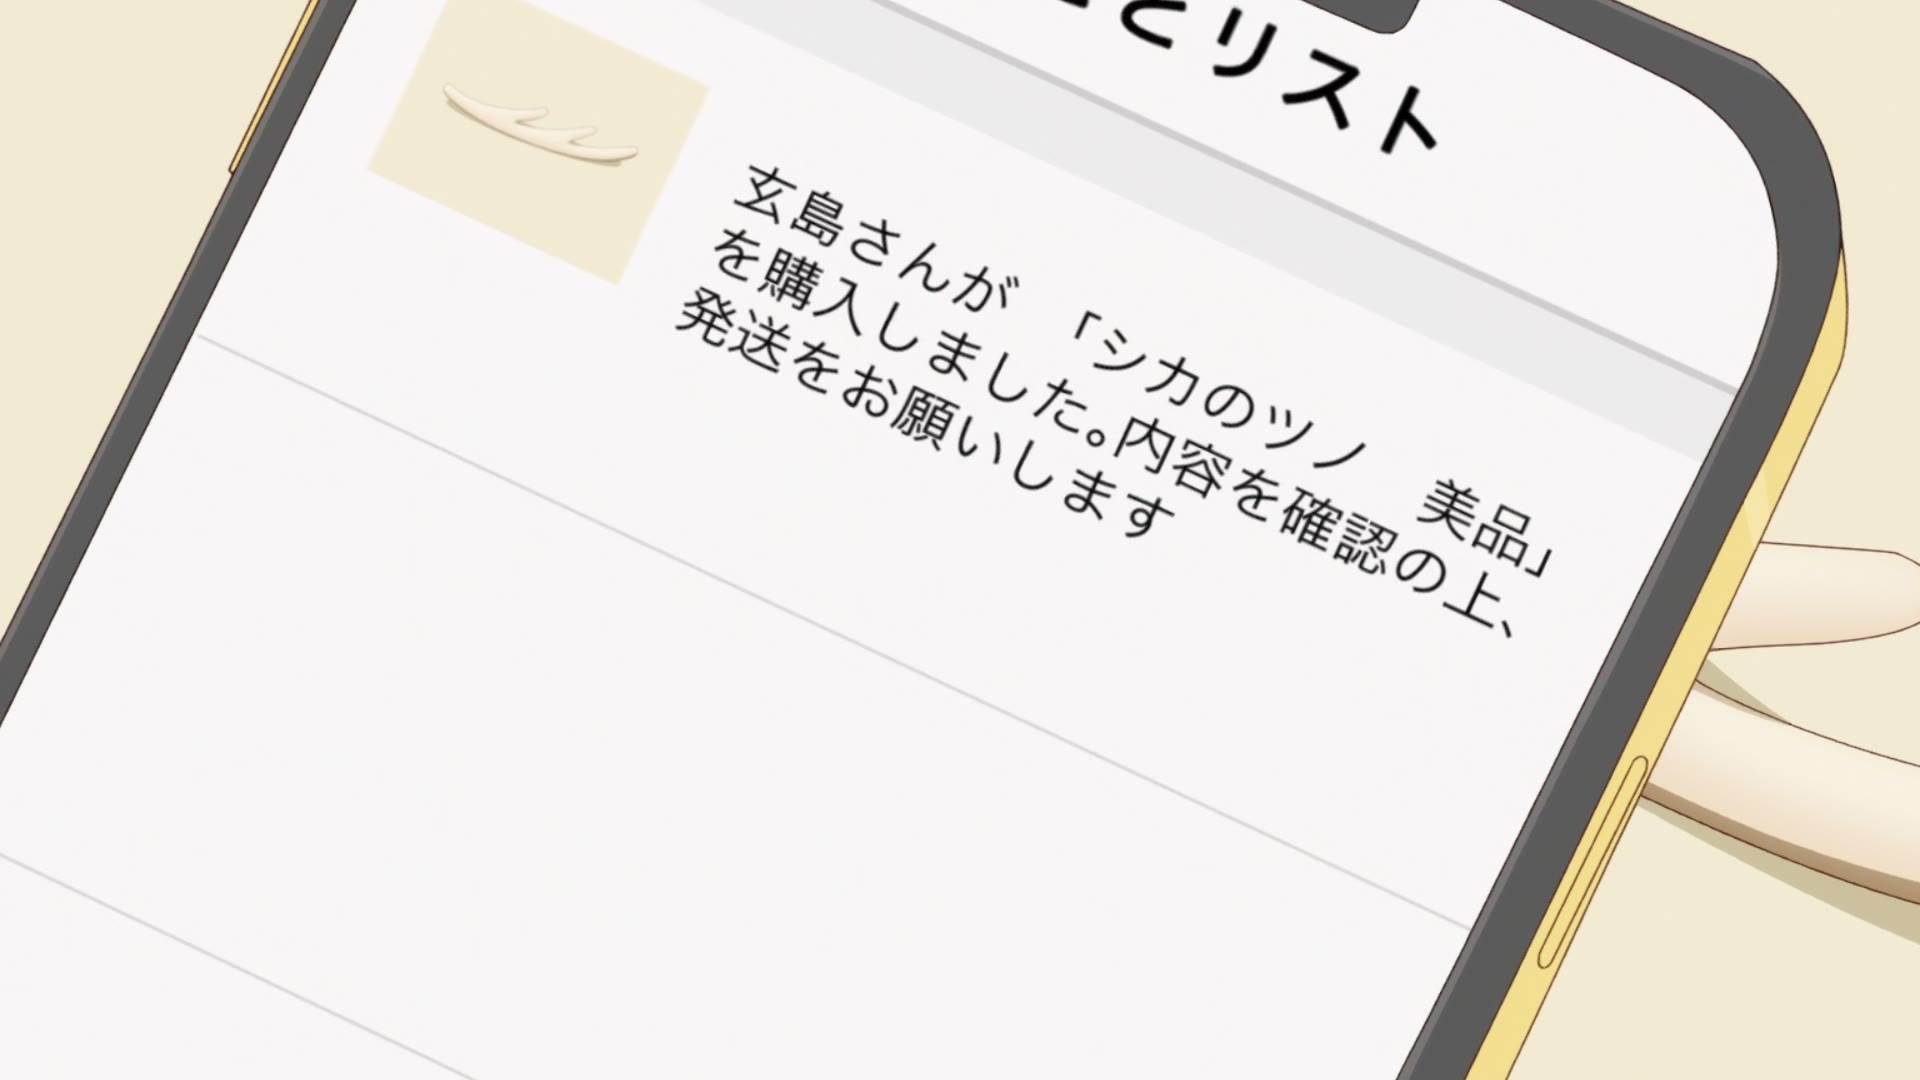 とリスト
玄島さんが　「シカのツノ　美品」
を購入しました。内容を確認の上、
発送をお願いします